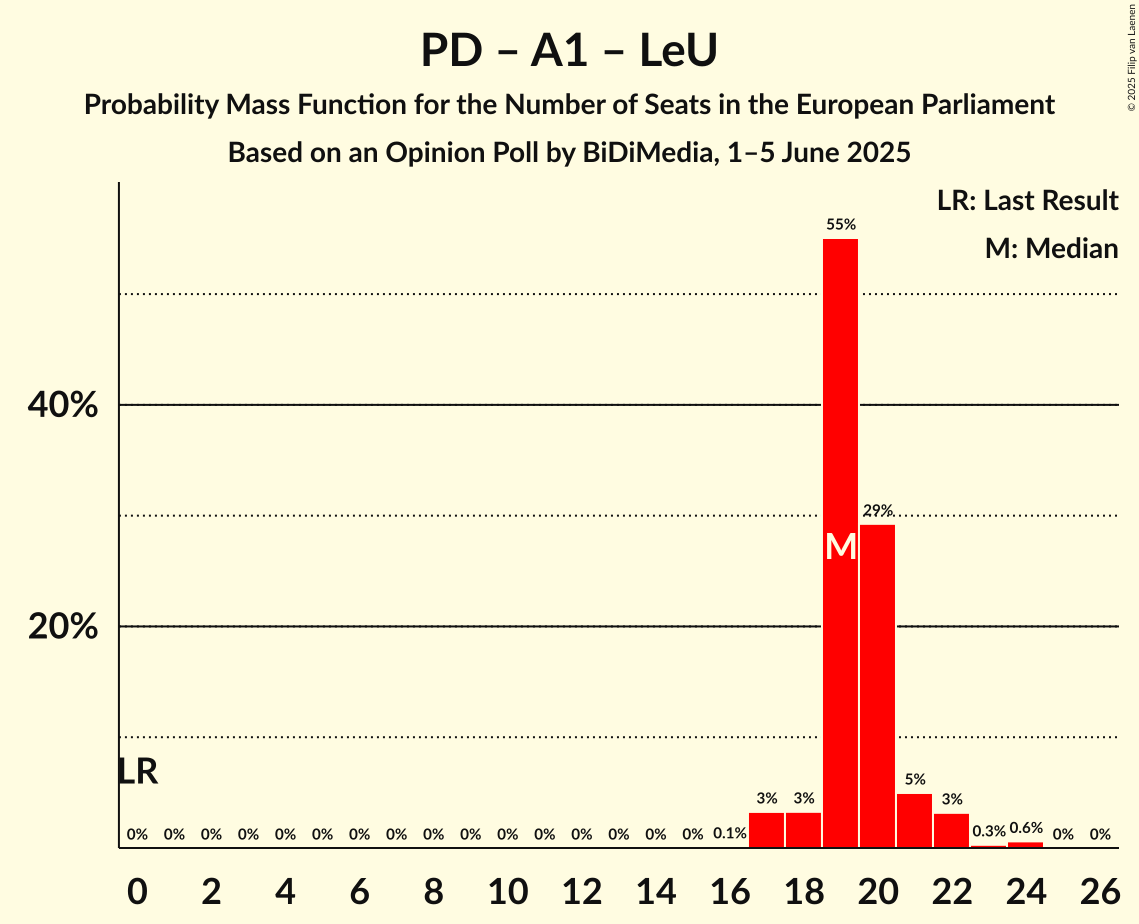 PD – A1 – LeU
Probability Mass Function for the Number of Seats in the European Parliament
Based on an Opinion Poll by BiDiMedia, 1–5 June 2025
© 2025 Filip van Laenen
LR: Last Result
M: Median
55%
40%
29%
M
20%
LR
0% 0% 0% 0% 0% 0% 0% 0% 0% 0% 0% 0% 0% 0% 0% 0% 0.1% 3% 3% 5% 3% 0.3% 0.6% 0% 0%
0 2 4 6 8 10 12 14 16 18 20 22 24 26